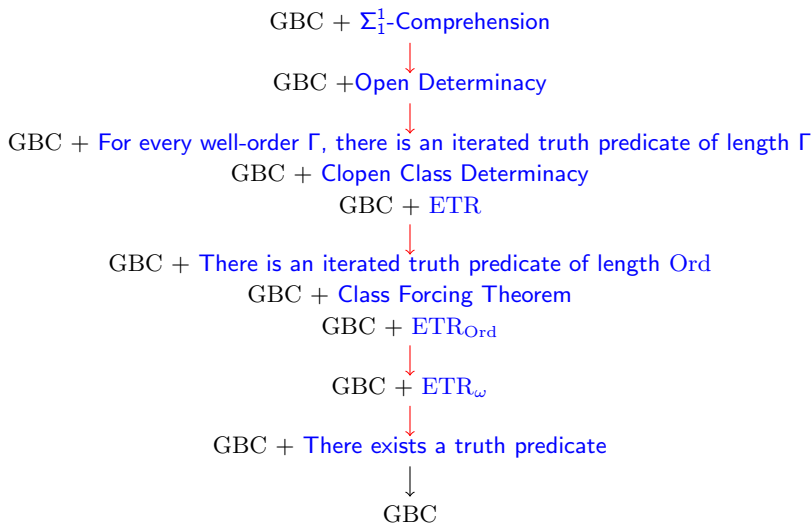 GBC + Σ¹₁-Comprehension
GBC +Open Determinacy
GBC + For every well-order Γ, there is an iterated truth predicate of length Γ
GBC + Clopen Class Determinacy
GBC + ETR
GBC + There is an iterated truth predicate of length Ord
GBC + Class Forcing Theorem
GBC + ETR_Ord
GBC + ETR_ω
GBC + There exists a truth predicate
GBC